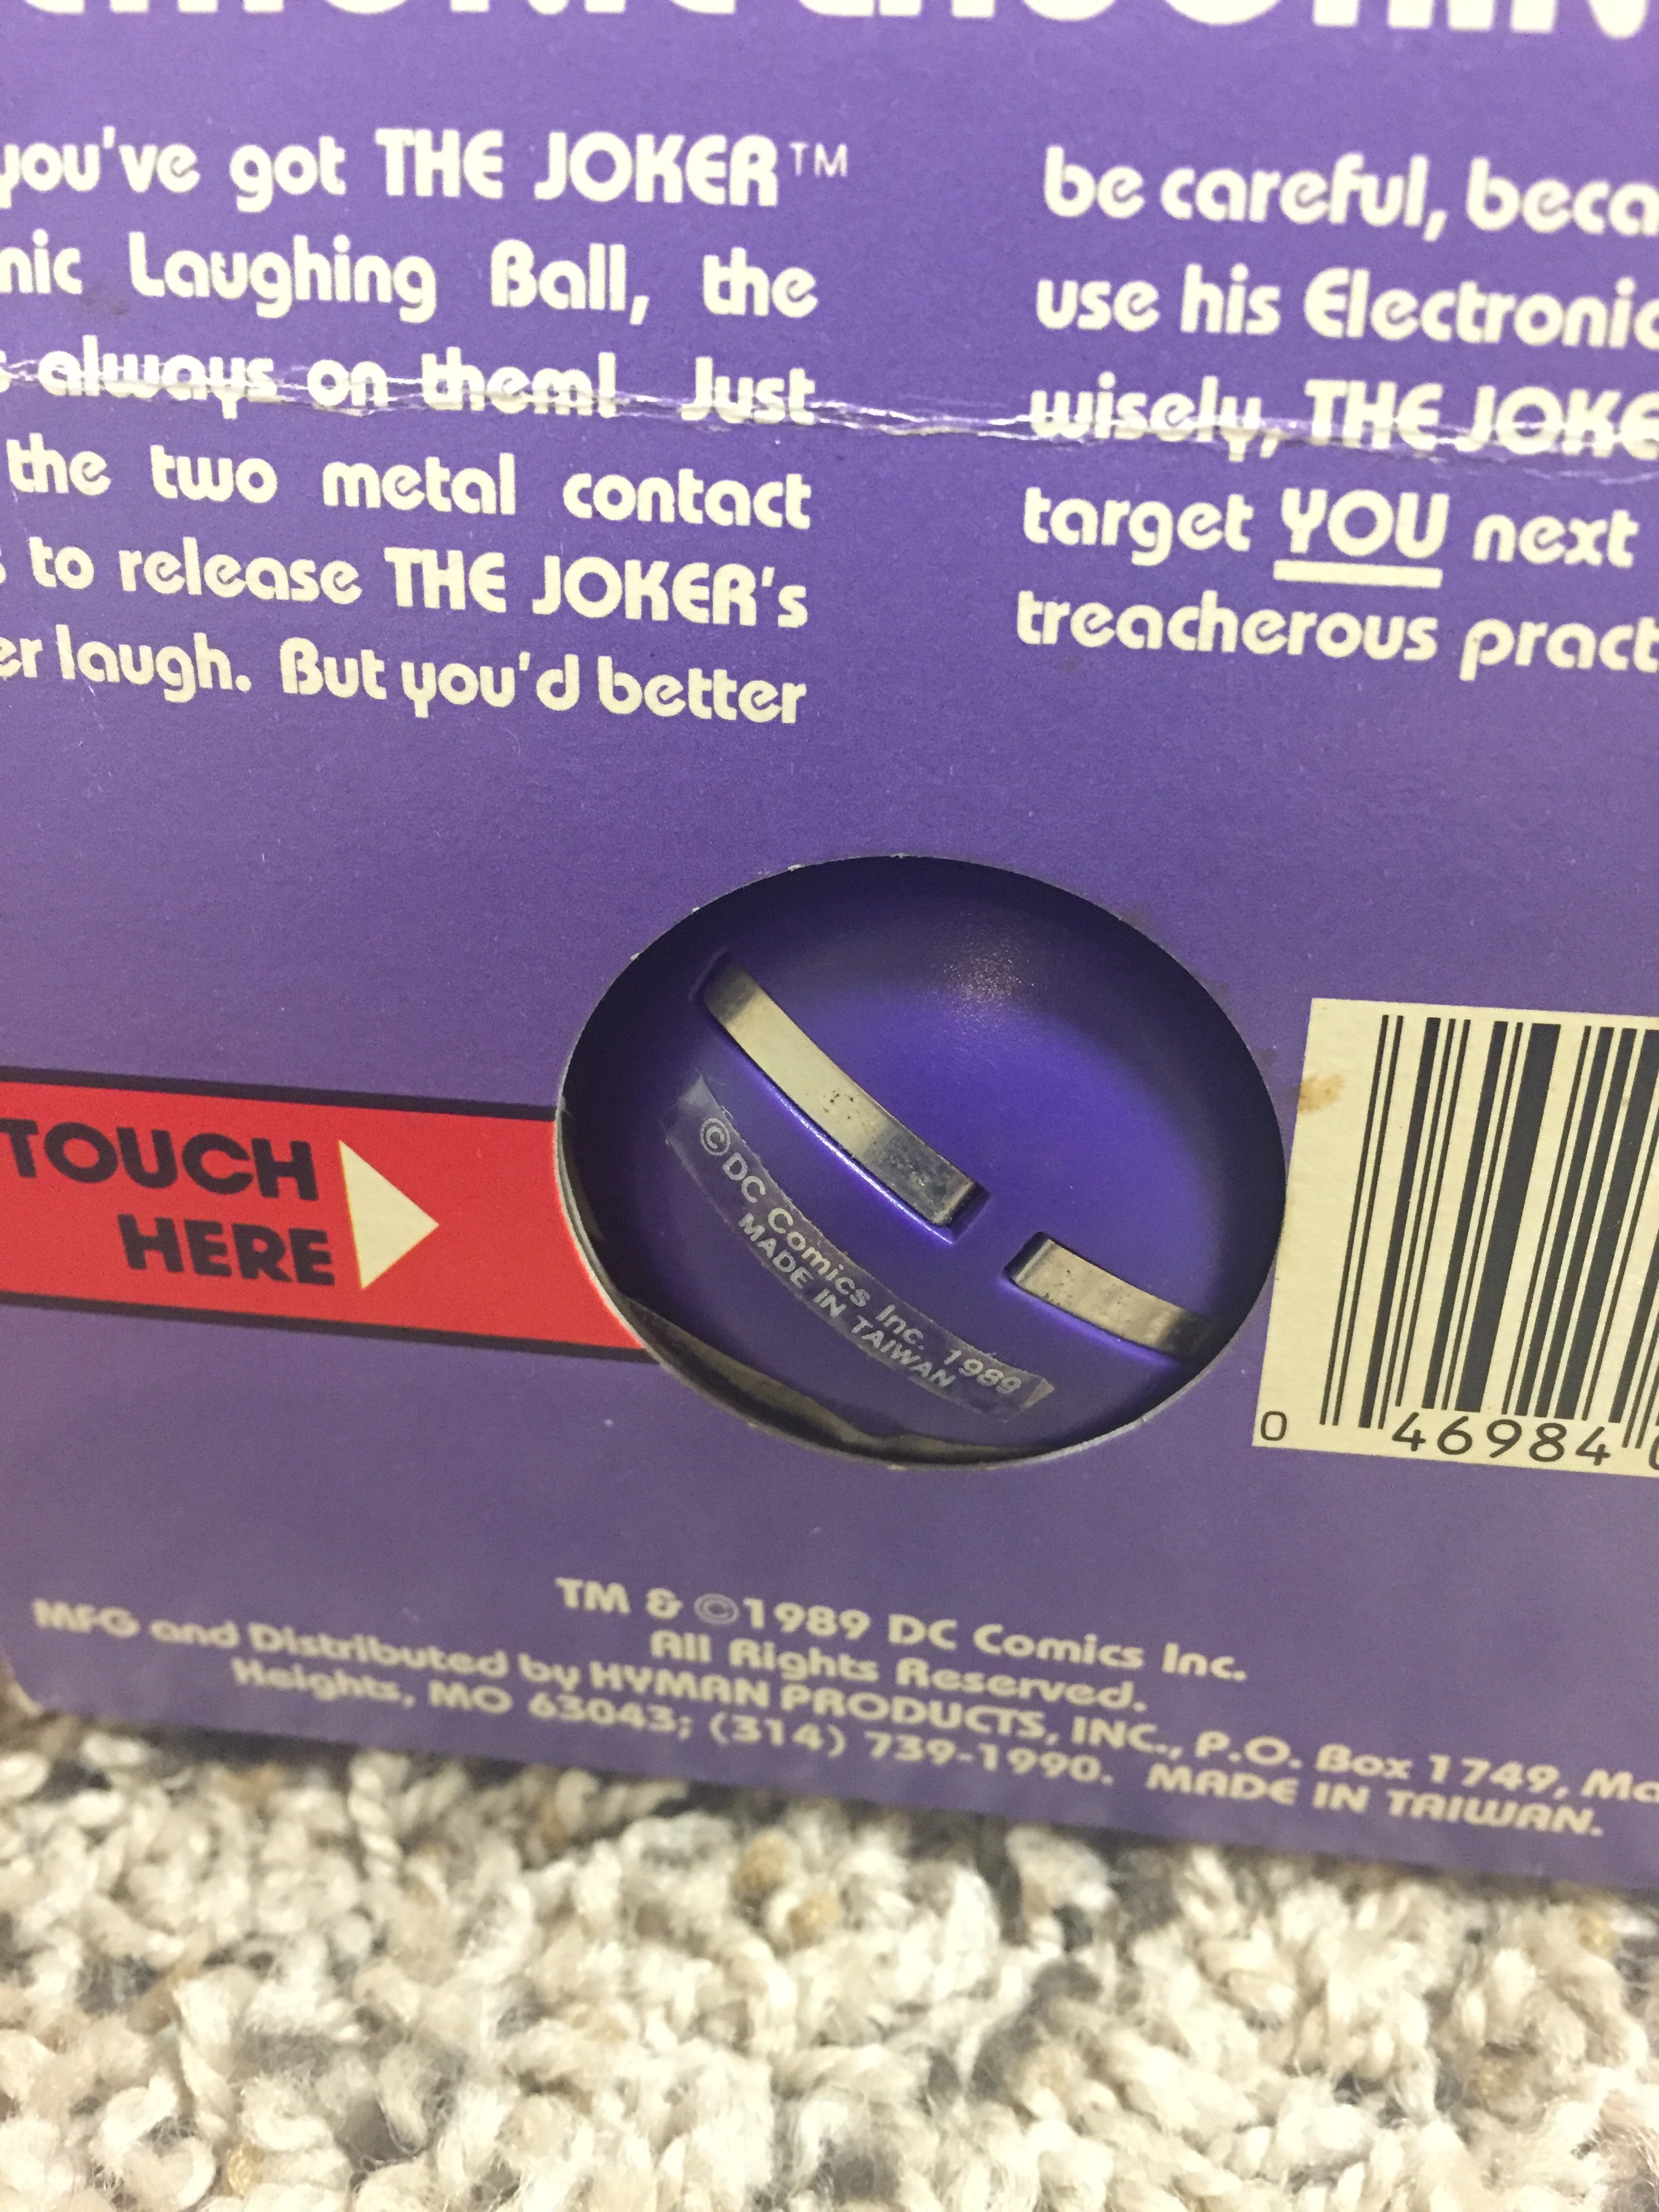 you've got THE JOKER™
nic Laughing Ball, the
s always on them! Just
the two metal contact
s to release THE JOKER's
er laugh. But you'd better
be careful, beca
use his Electronic
wisely, THE JOKE
target YOU next
treacherous pract
TOUCH
HERE
©DC Comics Inc. 1989
MADE IN TAIWAN
0 46984
TM & ©1989 DC Comics Inc.
All Rights Reserved.
MFG and Distributed by HYMAN PRODUCTS, INC., P.O. Box 1749, Ma
Heights, MO 63043; (314) 739-1990. MADE IN TAIWAN.